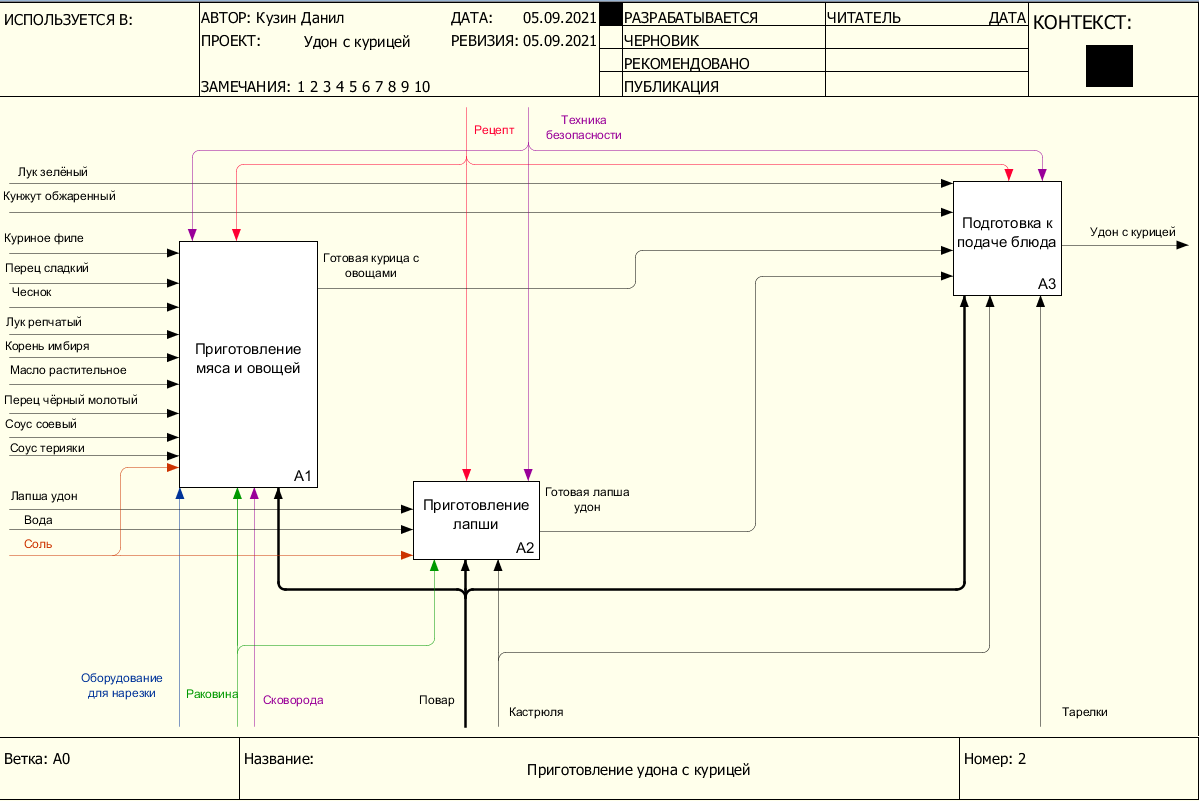 ИСПОЛЬЗУЕТСЯ В:
АВТОР: Кузин Данил
ДАТА: 05.09.2021
ПРОЕКТ: Удон с курицей
РЕВИЗИЯ: 05.09.2021
ЗАМЕЧАНИЯ: 1 2 3 4 5 6 7 8 9 10
РАЗРАБАТЫВАЕТСЯ
ЧЕРНОВИК
РЕКОМЕНДОВАНО
ПУБЛИКАЦИЯ
ЧИТАТЕЛЬ
ДАТА
КОНТЕКСТ:
Рецепт
Техника
безопасности
Лук зелёный
Кунжут обжаренный
Куриное филе
Перец сладкий
Чеснок
Лук репчатый
Корень имбиря
Масло растительное
Перец чёрный молотый
Соус соевый
Соус терияки
Лапша удон
Вода
Соль
Приготовление
мяса и овощей
A1
Готовая курица с
овощами
Приготовление
лапши
A2
Готовая лапша
удон
Подготовка к
подаче блюда
A3
Удон с курицей
Оборудование
для нарезки
Раковина
Сковорода
Повар
Кастрюля
Тарелки
Ветка: A0
Название:
Приготовление удона с курицей
Номер: 2